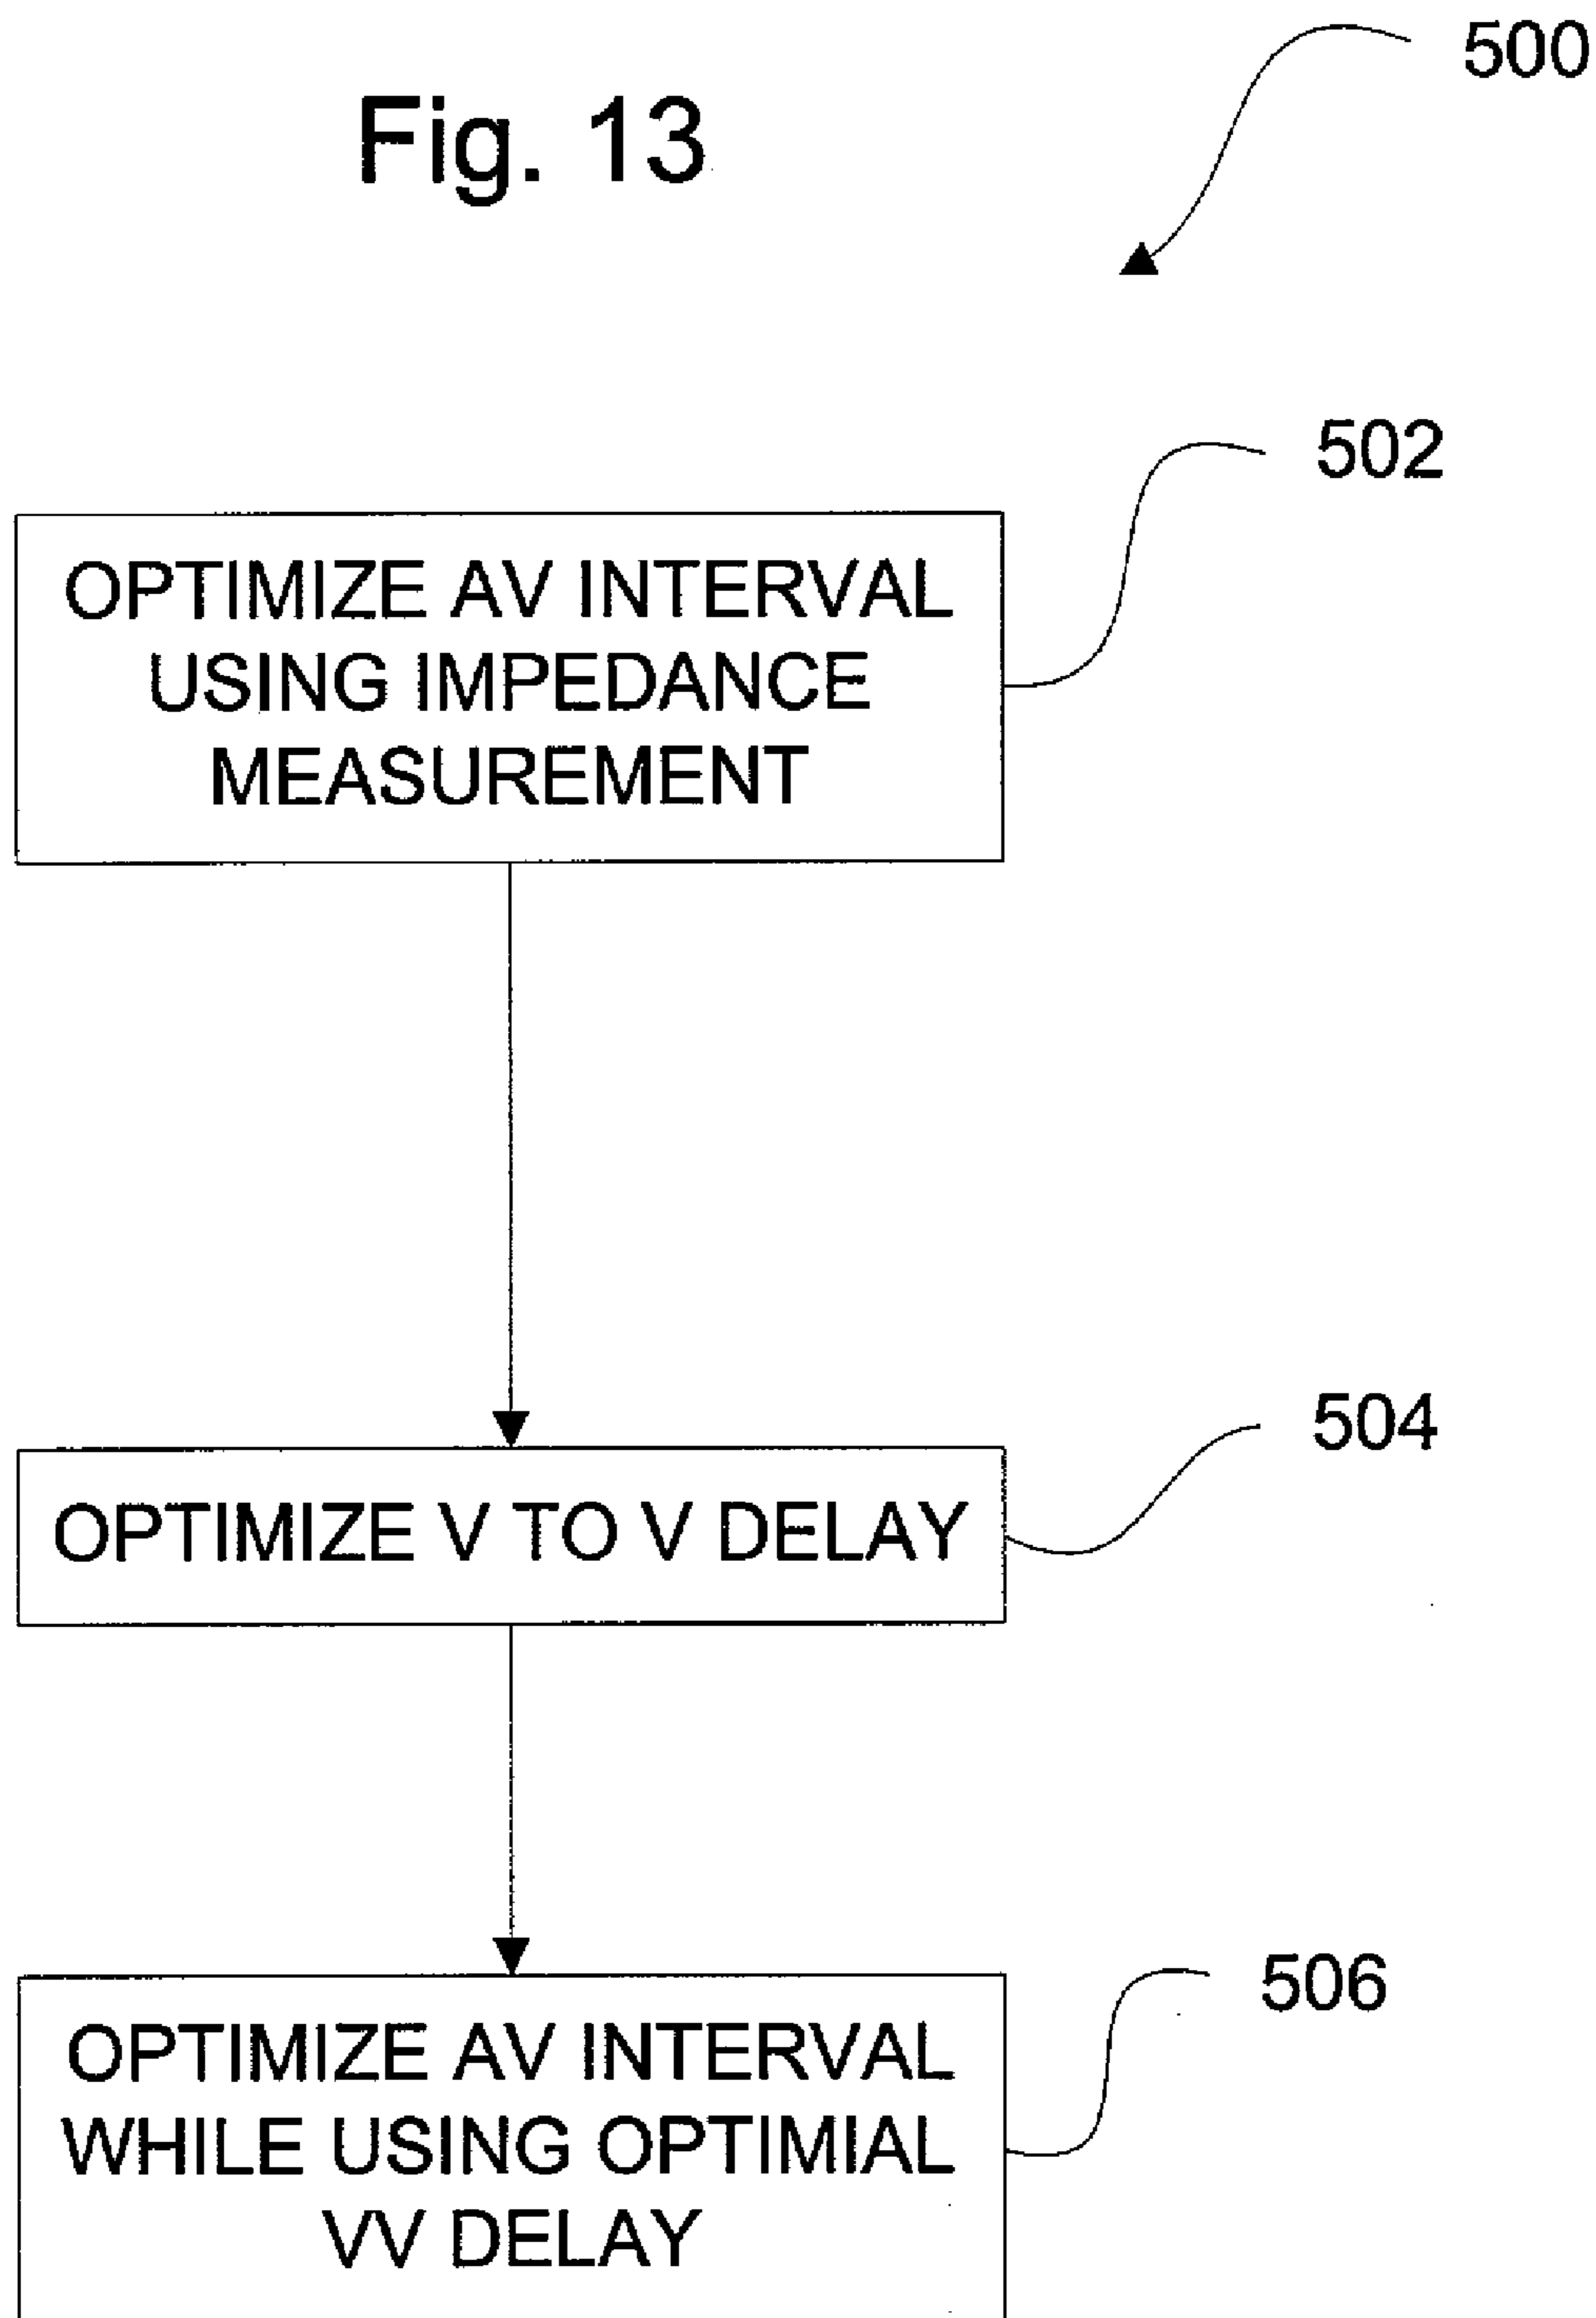 500
Fig. 13
502
OPTIMIZE AV INTERVAL
USING IMPEDANCE
MEASUREMENT
504
OPTIMIZE V TO V DELAY
506
OPTIMIZE AV INTERVAL
WHILE USING OPTIMIAL
VV DELAY